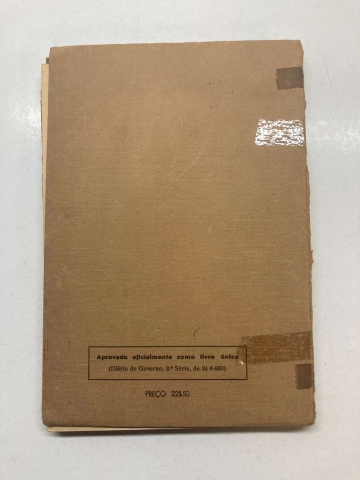 Aprovado oficialmente como livro único
(Diário do Governo, 2.ª Série, de 24-6-950)
PREÇO 22$50